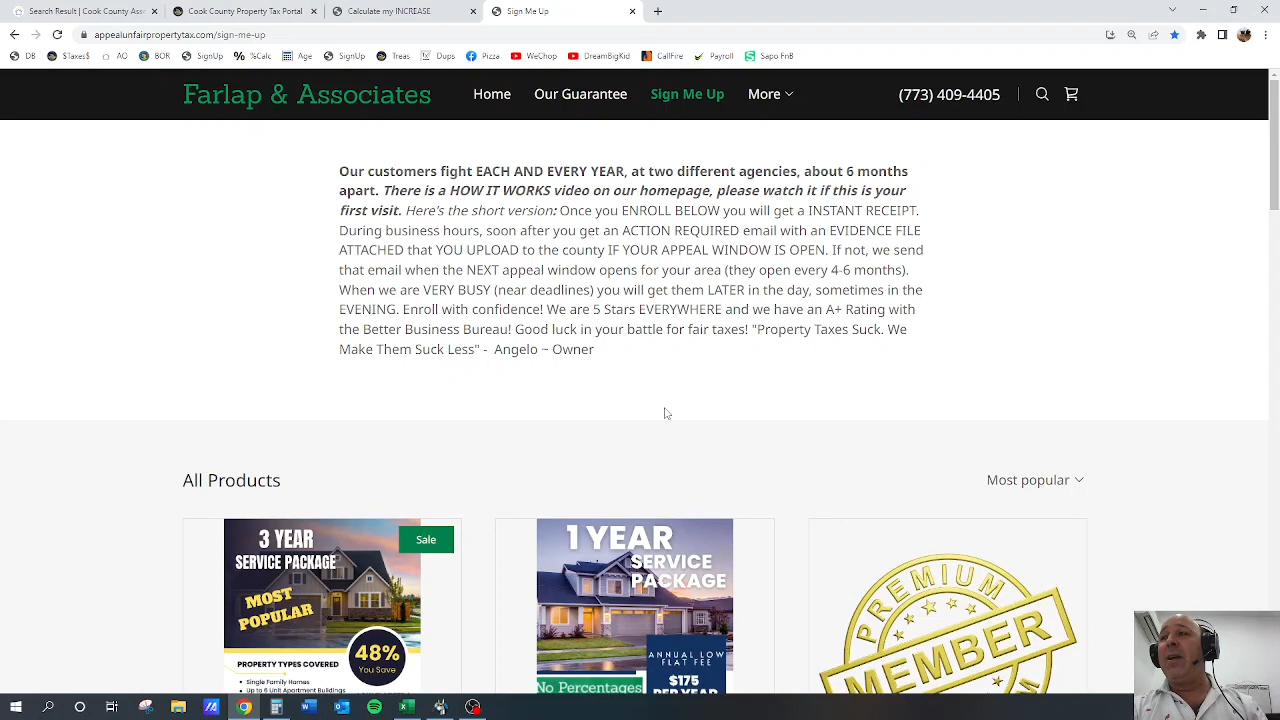 Search Result | Cook County Asse
Cook County Property Tax Portal
Calculate my INCREASE
Sign Me Up
appealunfairpropertytax.com/sign-me-up
DB
$Taxes$
AO
BOR
SignUp
%Calc
Age
SignUp
Treas
Dups
Pizza
WeChop
DreamBigKid
CallFire
Payroll
Sapo FnB
Farlap & Associates
Home
Our Guarantee
Sign Me Up
More
(773) 409-4405
Our customers fight EACH AND EVERY YEAR, at two different agencies, about 6 months
apart. There is a HOW IT WORKS video on our homepage, please watch it if this is your
first visit. Here's the short version: Once you ENROLL BELOW you will get a INSTANT RECEIPT.
During business hours, soon after you get an ACTION REQUIRED email with an EVIDENCE FILE
ATTACHED that YOU UPLOAD to the county IF YOUR APPEAL WINDOW IS OPEN. If not, we send
that email when the NEXT appeal window opens for your area (they open every 4-6 months).
When we are VERY BUSY (near deadlines) you will get them LATER in the day, sometimes in the
EVENING. Enroll with confidence! We are 5 Stars EVERYWHERE and we have an A+ Rating with
the Better Business Bureau! Good luck in your battle for fair taxes! "Property Taxes Suck. We
Make Them Suck Less" - Angelo ~ Owner
All Products
Most popular
3 YEAR
SERVICE PACKAGE
Sale
MOST
POPULAR
48%
You Save
PROPERTY TYPES COVERED
Single Family Homes
Up to 6 Unit Apartment Buildings
1 YEAR
SERVICE
PACKAGE
ANNUAL LOW
FLAT FEE
$175
PER YEAR
No Percentages
PREMIUM
MEMBER